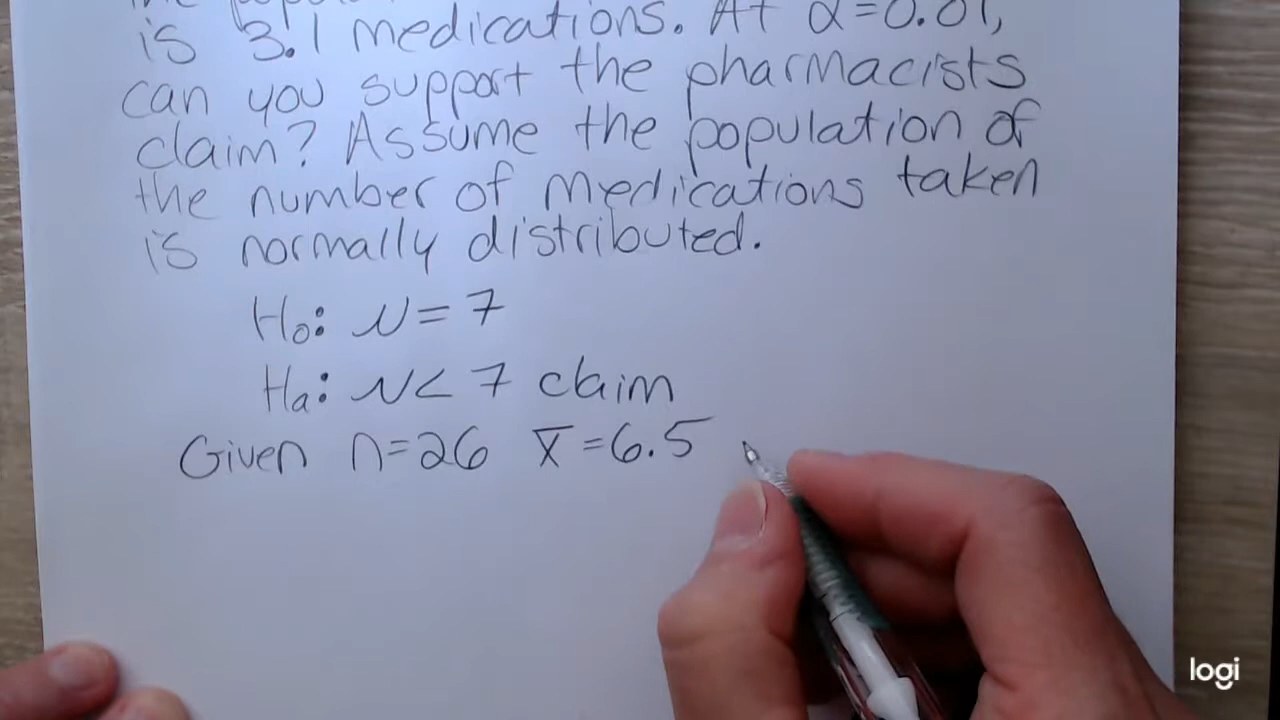 is 3.1 medications. At α=0.01,
can you support the pharmacists
claim? Assume the population of
the number of medications taken
is normally distributed.
H₀: μ = 7
Hₐ: μ < 7 claim
Given n=26 x̄ =6.5
logi